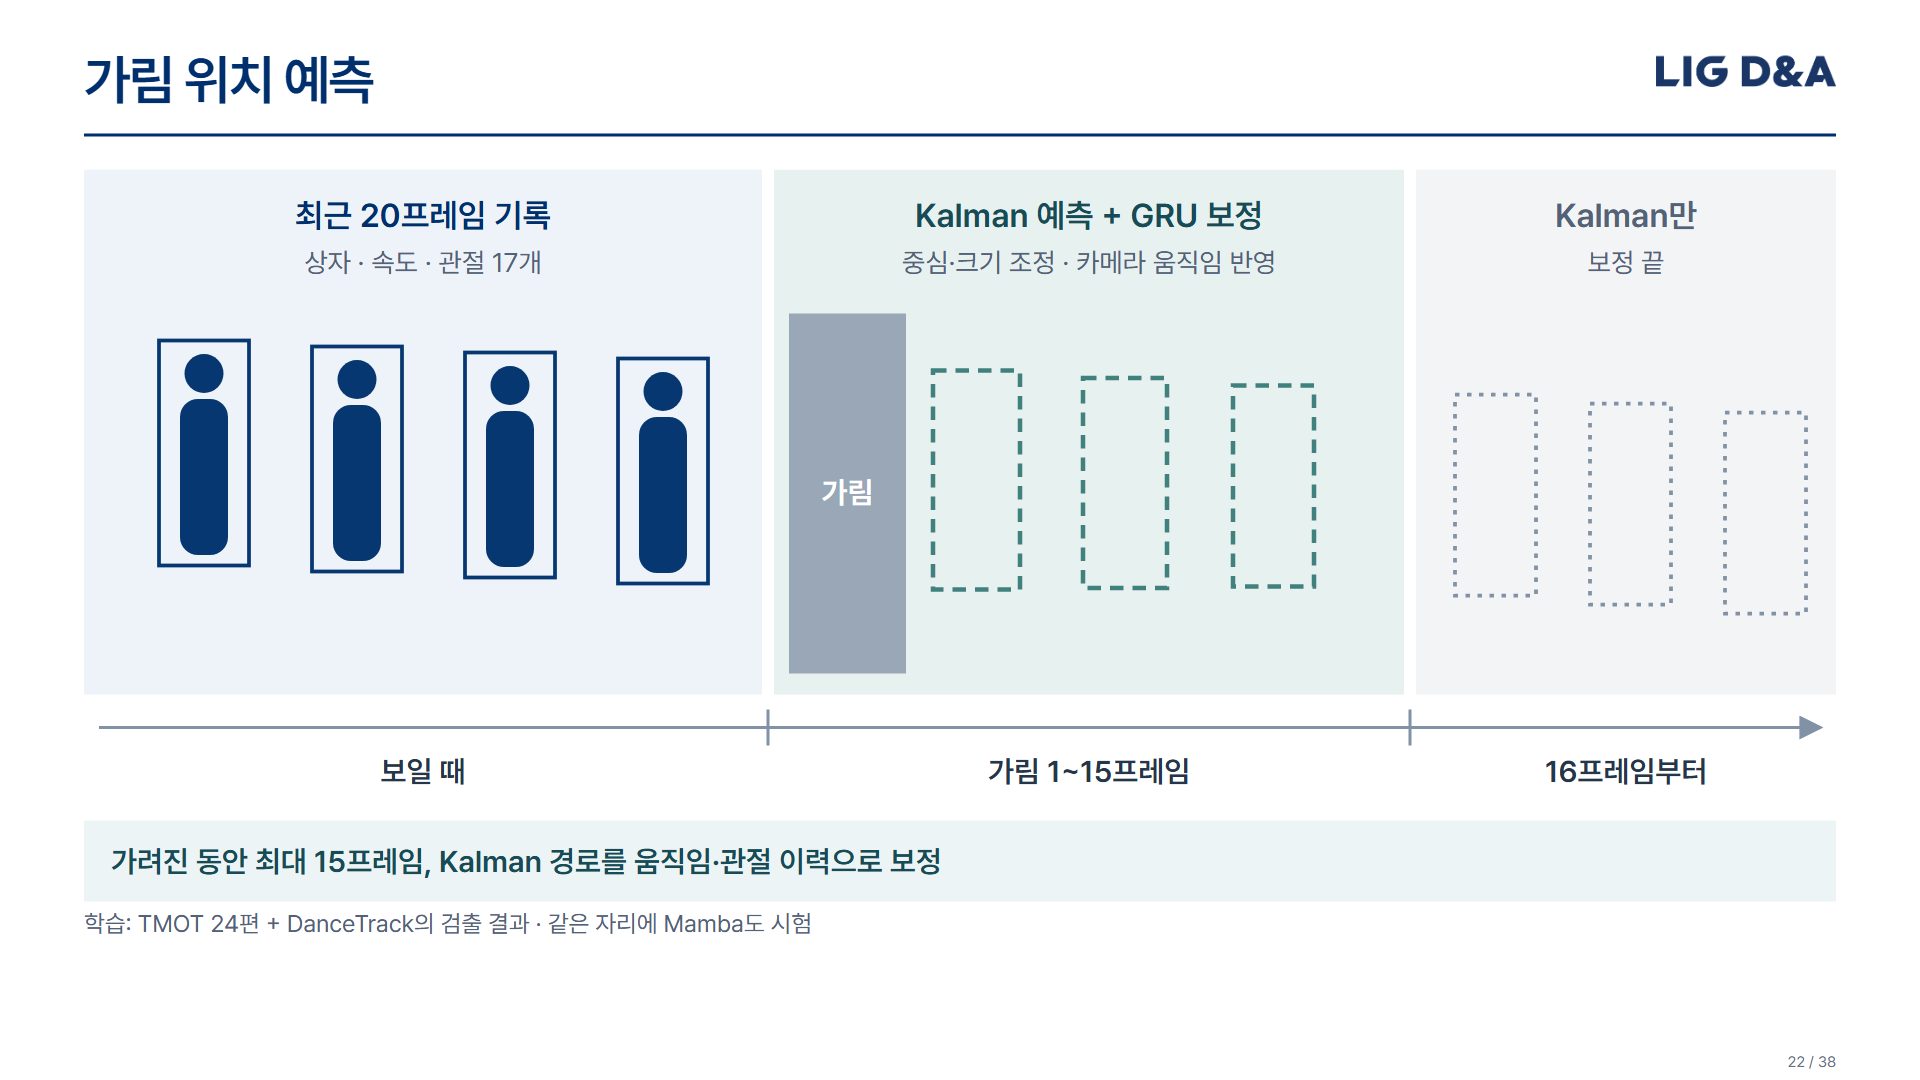 가림 위치 예측
LIG D&A
최근 20프레임 기록
상자 · 속도 · 관절 17개
Kalman 예측 + GRU 보정
중심·크기 조정 · 카메라 움직임 반영
Kalman만
보정 끝
가림
보일 때
가림 1~15프레임
16프레임부터
가려진 동안 최대 15프레임, Kalman 경로를 움직임·관절 이력으로 보정
학습: TMOT 24편 + DanceTrack의 검출 결과 · 같은 자리에 Mamba도 시험
22 / 38